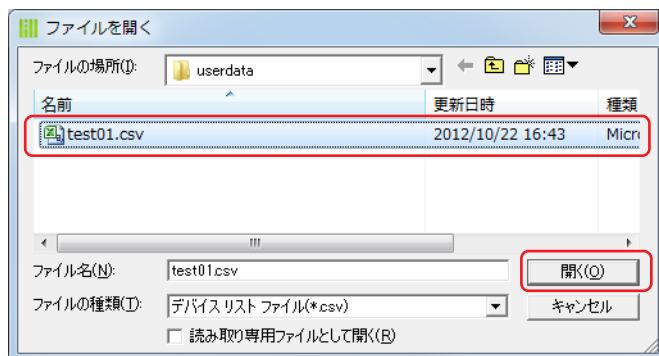 ファイルを開く
ファイルの場所(I): userdata
名前 更新日時 種類
test01.csv 2012/10/22 16:43 Micr
ファイル名(N): test01.csv 開く(O)
ファイルの種類(T): デバイス リスト ファイル(*.csv) キャンセル
読み取り専用ファイルとして開く(R)